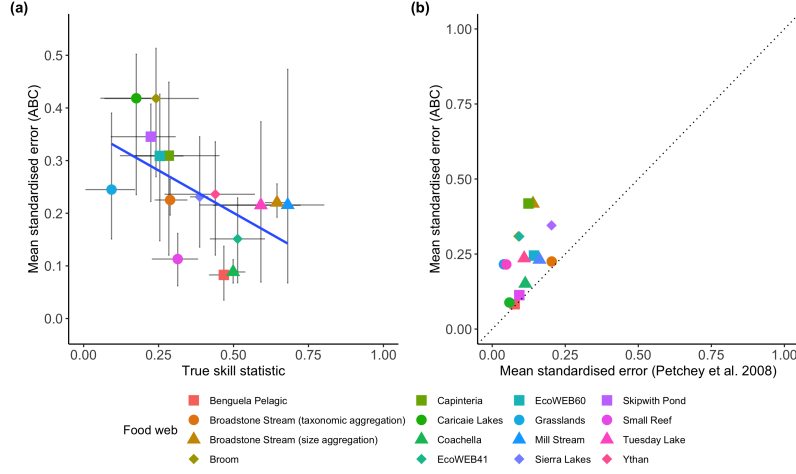 (a)
Mean standardised error (ABC)
0.5
0.4
0.3
0.2
0.1
0.0
0.00 0.25 0.50 0.75 1.00
True skill statistic
(b)
Mean standardised error (ABC)
1.00
0.75
0.50
0.25
0.00
0.00 0.25 0.50 0.75 1.00
Mean standardised error (Petchey et al. 2008)
Food web
Benguela Pelagic
Broadstone Stream (taxonomic aggregation)
Broadstone Stream (size aggregation)
Broom
Capinteria
Caricaie Lakes
Coachella
EcoWEB41
EcoWEB60
Grasslands
Mill Stream
Sierra Lakes
Skipwith Pond
Small Reef
Tuesday Lake
Ythan